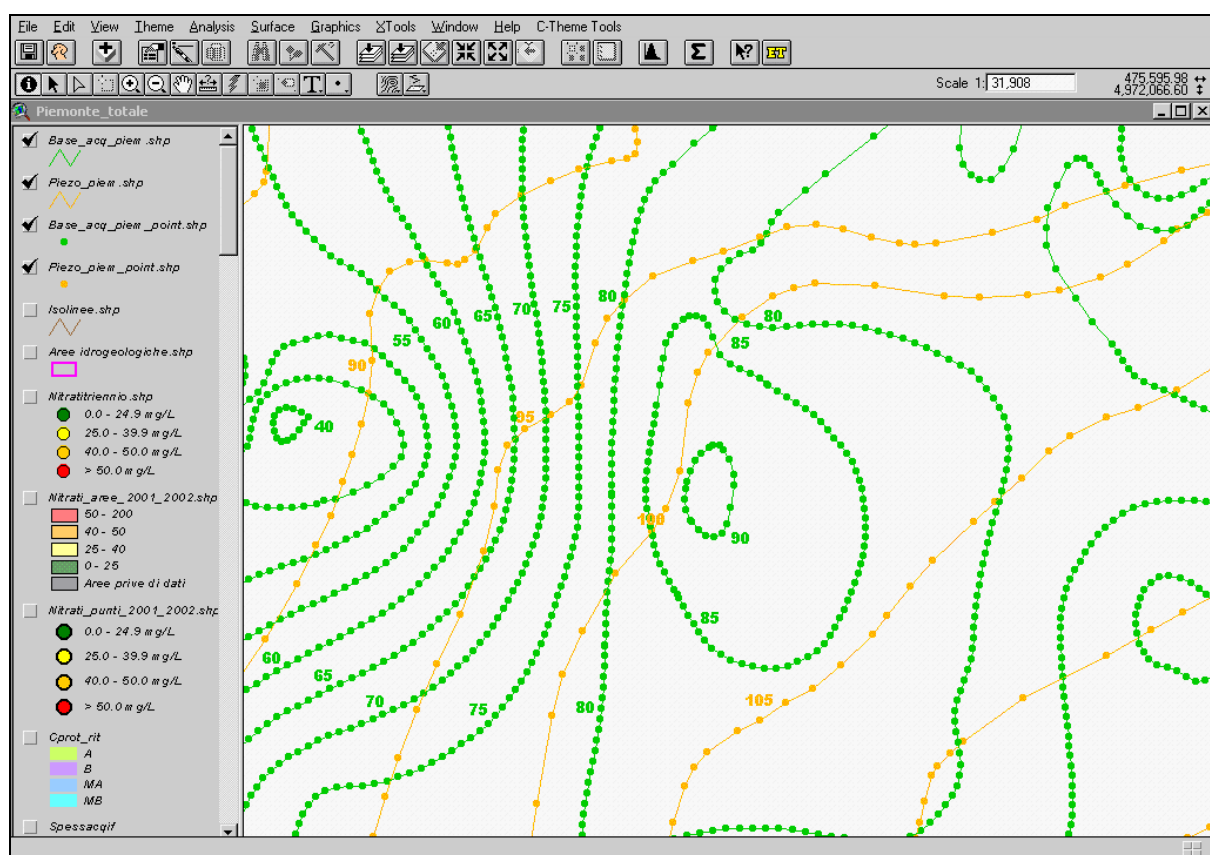 File Edit View Theme Analysis Surface Graphics XTools Window Help C-Theme Tools
Σ ? ET
T
Scale 1: 31,908
475,595.98
4,972,066.60
Piemonte_totale
Base_acq_piem.shp
Piezo_piem.shp
Base_acq_piem_point.shp
Piezo_piem_point.shp
Isolinee.shp
Aree idrogeologiche.shp
Nitratitriennio.shp
0.0 - 24.9 mg/L
25.0 - 39.9 mg/L
40.0 - 50.0 mg/L
> 50.0 mg/L
Nitrati_aree_2001_2002.shp
50 - 200
40 - 50
25 - 40
0 - 25
Aree prive di dati
Nitrati_punti_2001_2002.shp
0.0 - 24.9 mg/L
25.0 - 39.9 mg/L
40.0 - 50.0 mg/L
> 50.0 mg/L
Cprot_rit
A
B
MA
MB
Spessacqif
80
75
70
65
60
55
80
85
90
95
40
100
90
85
60
65
70
75
80
105